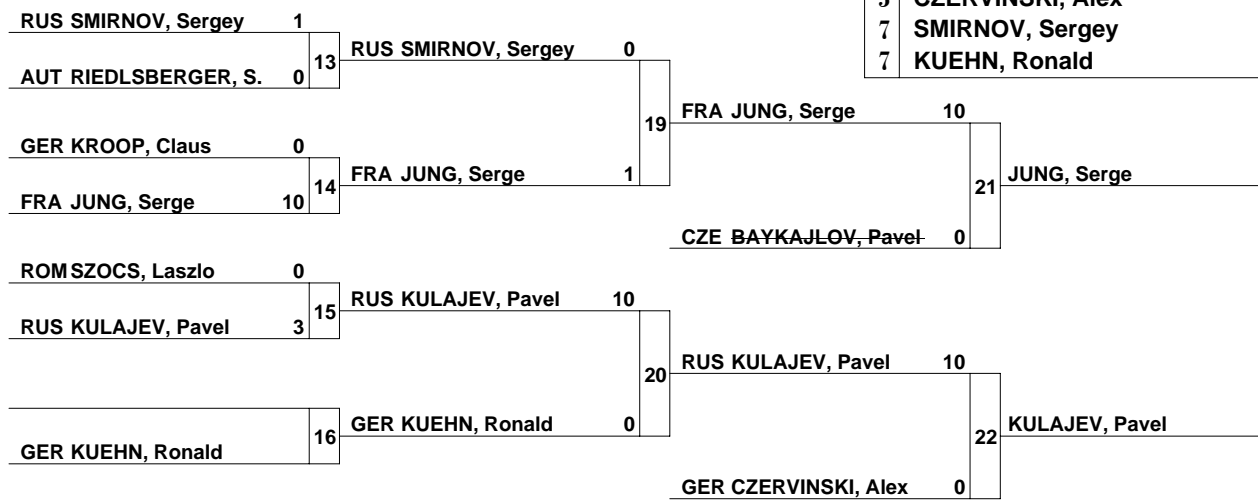 5 CZERVINSKI, Alex
7 SMIRNOV, Sergey
7 KUEHN, Ronald
RUS SMIRNOV, Sergey 1
13
AUT RIEDLSBERGER, S. 0
RUS SMIRNOV, Sergey 0
GER KROOP, Claus 0
14
FRA JUNG, Serge 10
FRA JUNG, Serge 1
19
FRA JUNG, Serge 10
21
CZE BAYKAJLOV, Pavel 0
JUNG, Serge
ROM SZOCS, Laszlo 0
15
RUS KULAJEV, Pavel 3
RUS KULAJEV, Pavel 10
16
GER KUEHN, Ronald
GER KUEHN, Ronald 0
20
RUS KULAJEV, Pavel 10
22
GER CZERVINSKI, Alex 0
KULAJEV, Pavel